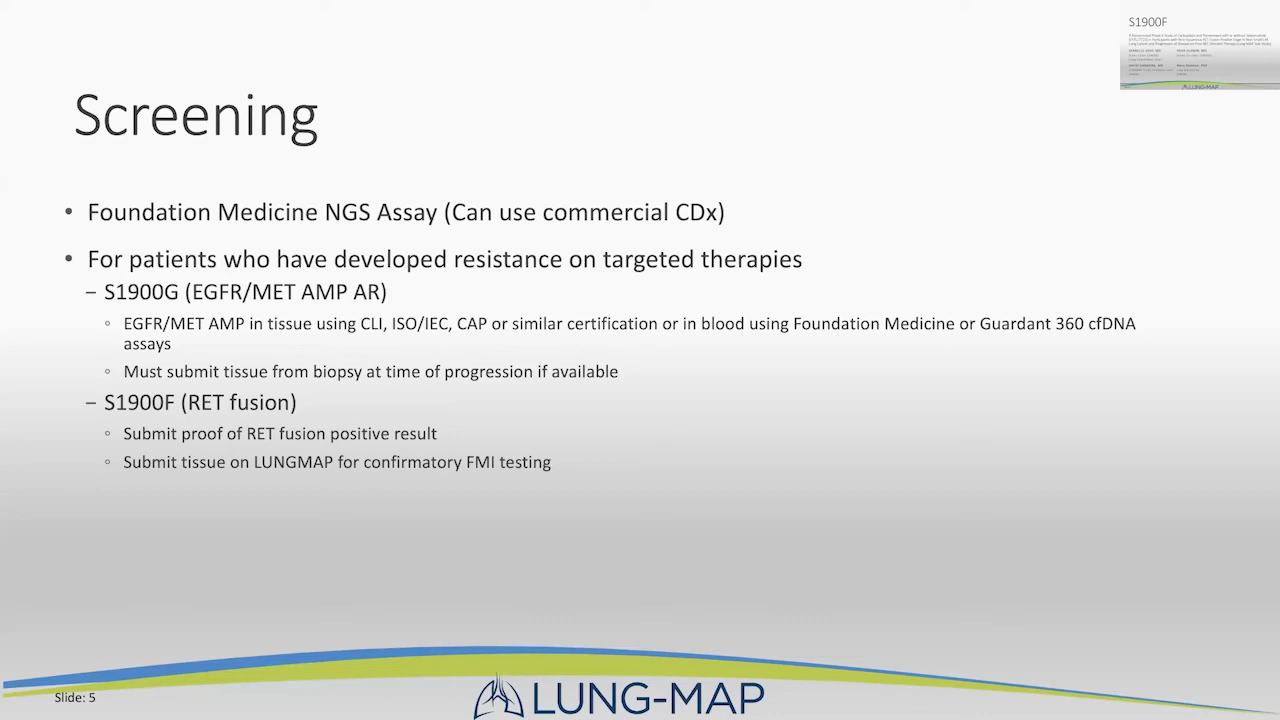 S1900F
Screening
• Foundation Medicine NGS Assay (Can use commercial CDx)
• For patients who have developed resistance on targeted therapies
– S1900G (EGFR/MET AMP AR)
◦ EGFR/MET AMP in tissue using CLI, ISO/IEC, CAP or similar certification or in blood using Foundation Medicine or Guardant 360 cfDNA
assays
◦ Must submit tissue from biopsy at time of progression if available
– S1900F (RET fusion)
◦ Submit proof of RET fusion positive result
◦ Submit tissue on LUNGMAP for confirmatory FMI testing
LUNG-MAP
Slide: 5
LUNG-MAP